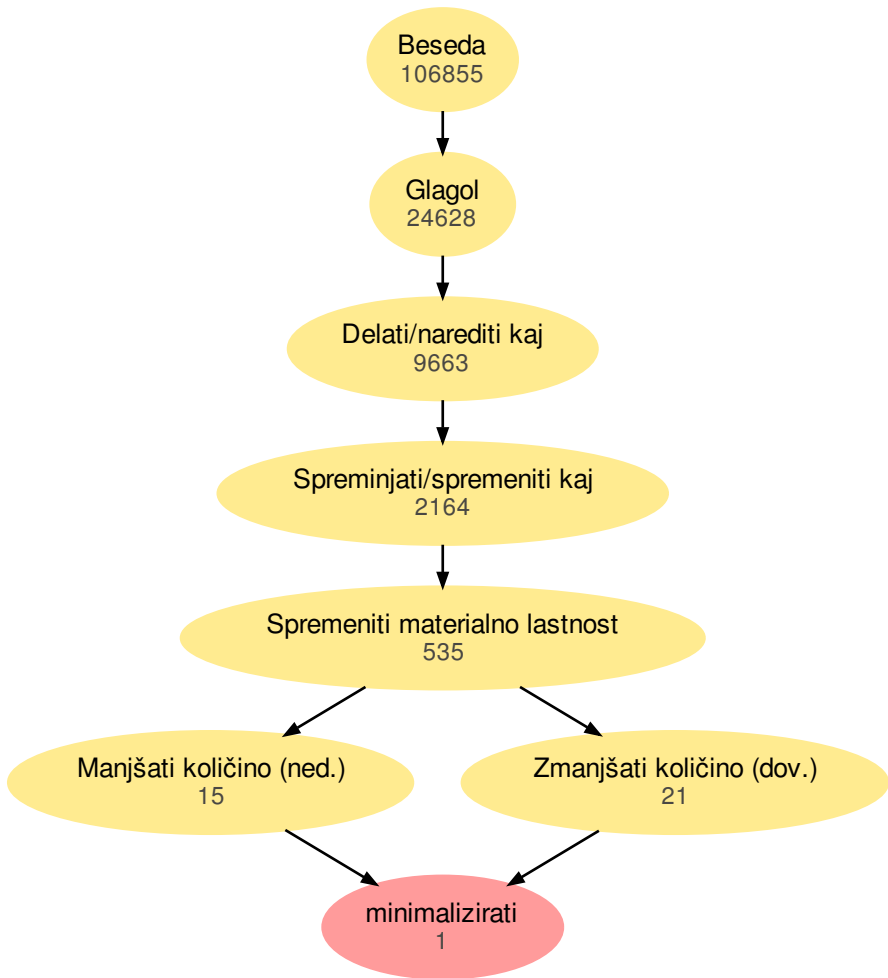 Beseda
106855
Glagol
24628
Delati/narediti kaj
9663
Spreminjati/spremeniti kaj
2164
Spremeniti materialno lastnost
535
Manjšati količino (ned.)
15
Zmanjšati količino (dov.)
21
minimalizirati
1